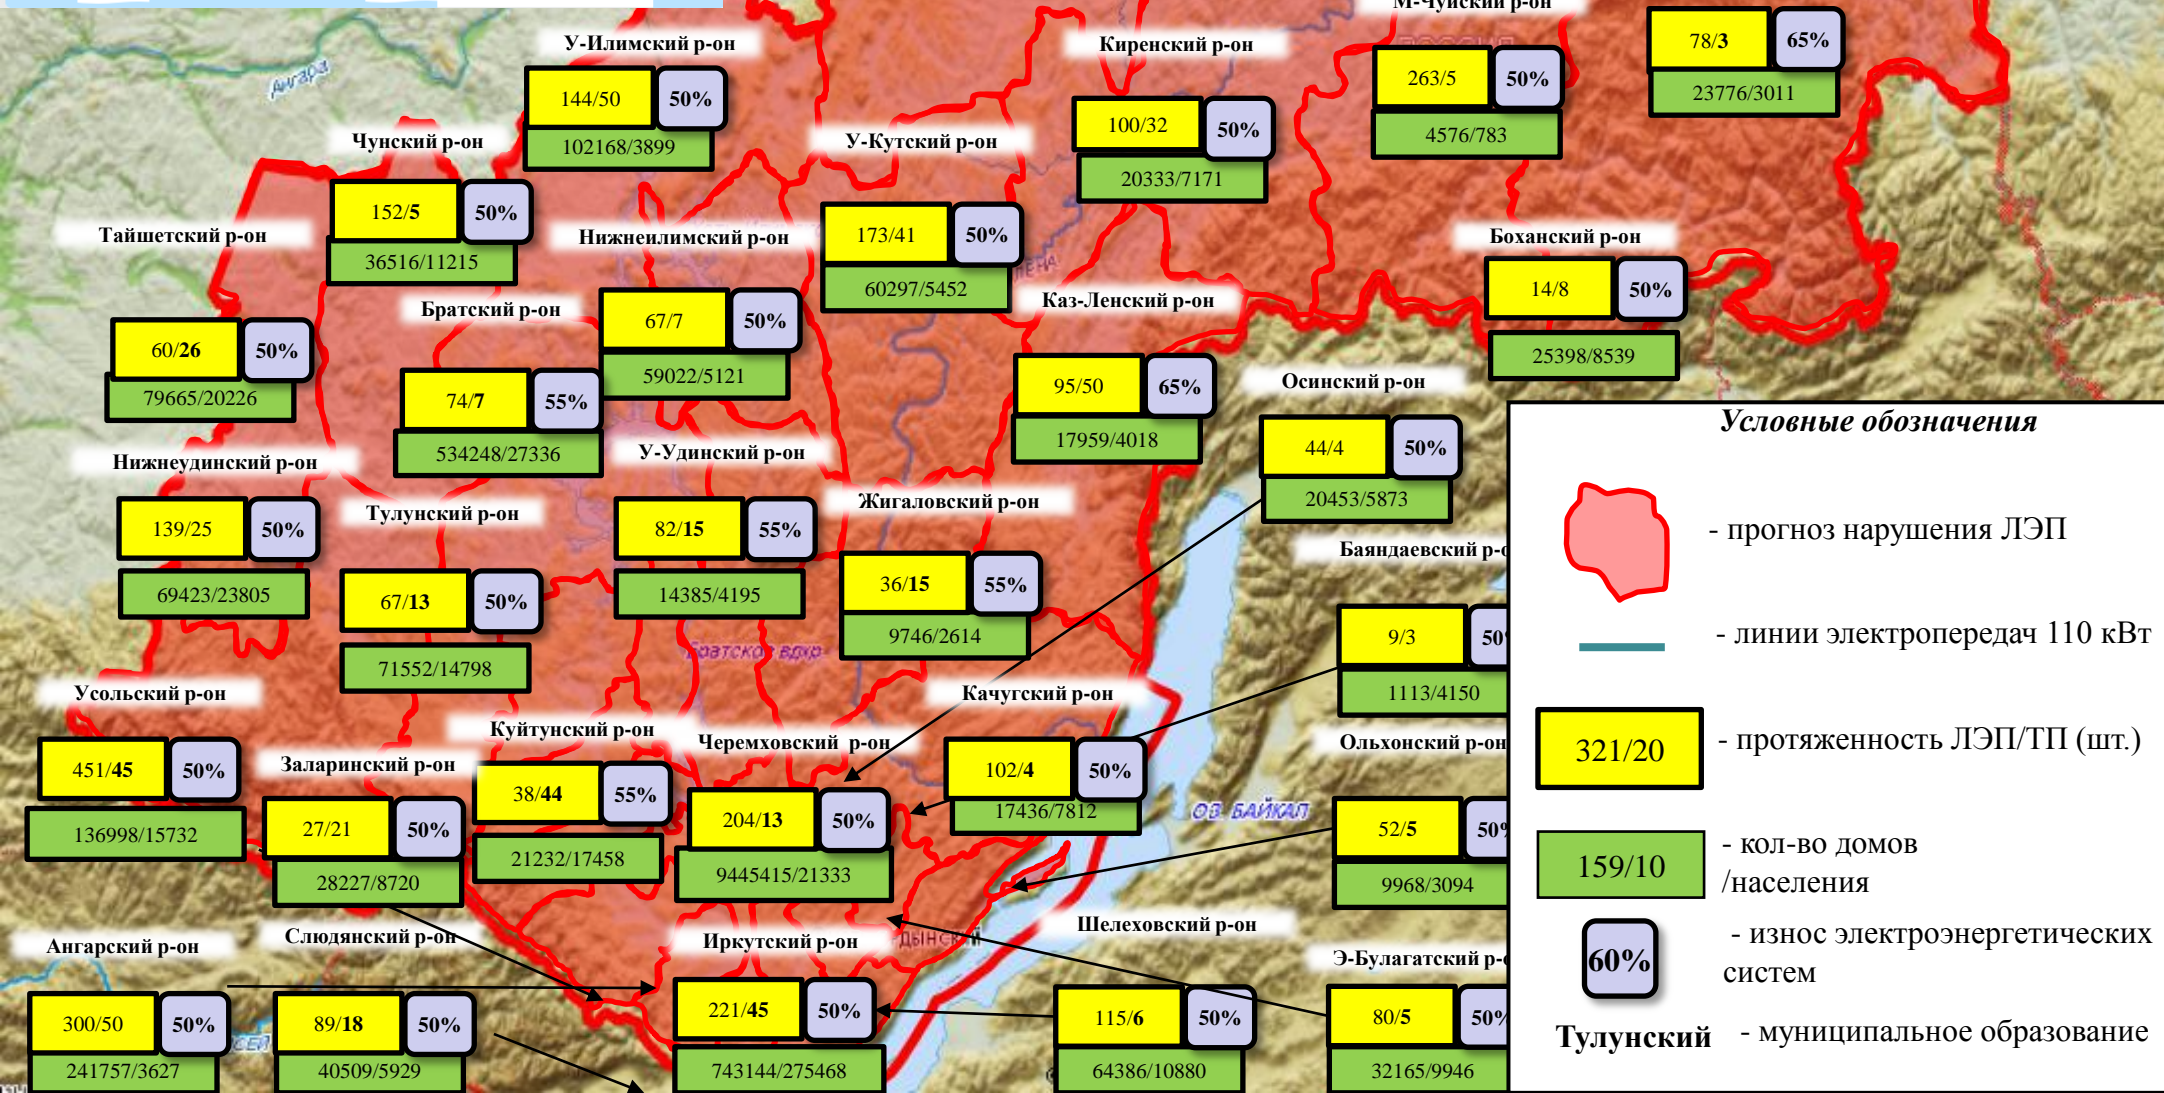 М-Чуйский р-он
У-Илимский р-он
Киренский р-он
78/3
65%
23776/3011
263/5
50%
4576/783
Ангара
144/50
50%
102168/3899
100/32
50%
20333/7171
Чунский р-он
У-Кутский р-он
152/5
50%
36516/11215
Тайшетский р-он
Нижнеилимский р-он
173/41
50%
60297/5452
Боханский р-он
14/8
50%
25398/8539
Братский р-он
67/7
50%
59022/5121
Каз-Ленский р-он
60/26
50%
79665/20226
74/7
55%
534248/27336
95/50
65%
17959/4018
Осинский р-он
44/4
50%
20453/5873
Нижнеудинский р-он
У-Удинский р-он
139/25
50%
69423/23805
Тулунский р-он
82/15
55%
14385/4195
Жигаловский р-он
36/15
55%
9746/2614
Баяндаевский р-о
67/13
50%
71552/14798
9/3
50
1113/4150
Братское вдхр
Усольский р-он
Качугский р-он
451/45
50%
136998/15732
Заларинский р-он
Куйтунский р-он
Черемховский р-он
102/4
50%
17436/7812
Ольхонский р-он
27/21
50%
28227/8720
38/44
55%
21232/17458
204/13
50%
9445415/21333
ОЗ. БАЙКАЛ
52/5
50%
9968/3094
Ангарский р-он
Слюдянский р-он
Иркутский р-он
Шелеховский р-он
Э-Булагатский р-о
300/50
50%
241757/3627
89/18
50%
40509/5929
221/45
50%
743144/275468
115/6
50%
64386/10880
80/5
50%
32165/9946
Условные обозначения
- прогноз нарушения ЛЭП
- линии электропередач 110 кВт
321/20
- протяженность ЛЭП/ТП (шт.)
159/10
- кол-во домов
/населения
60%
- износ электроэнергетических
систем
Тулунский
- муниципальное образование